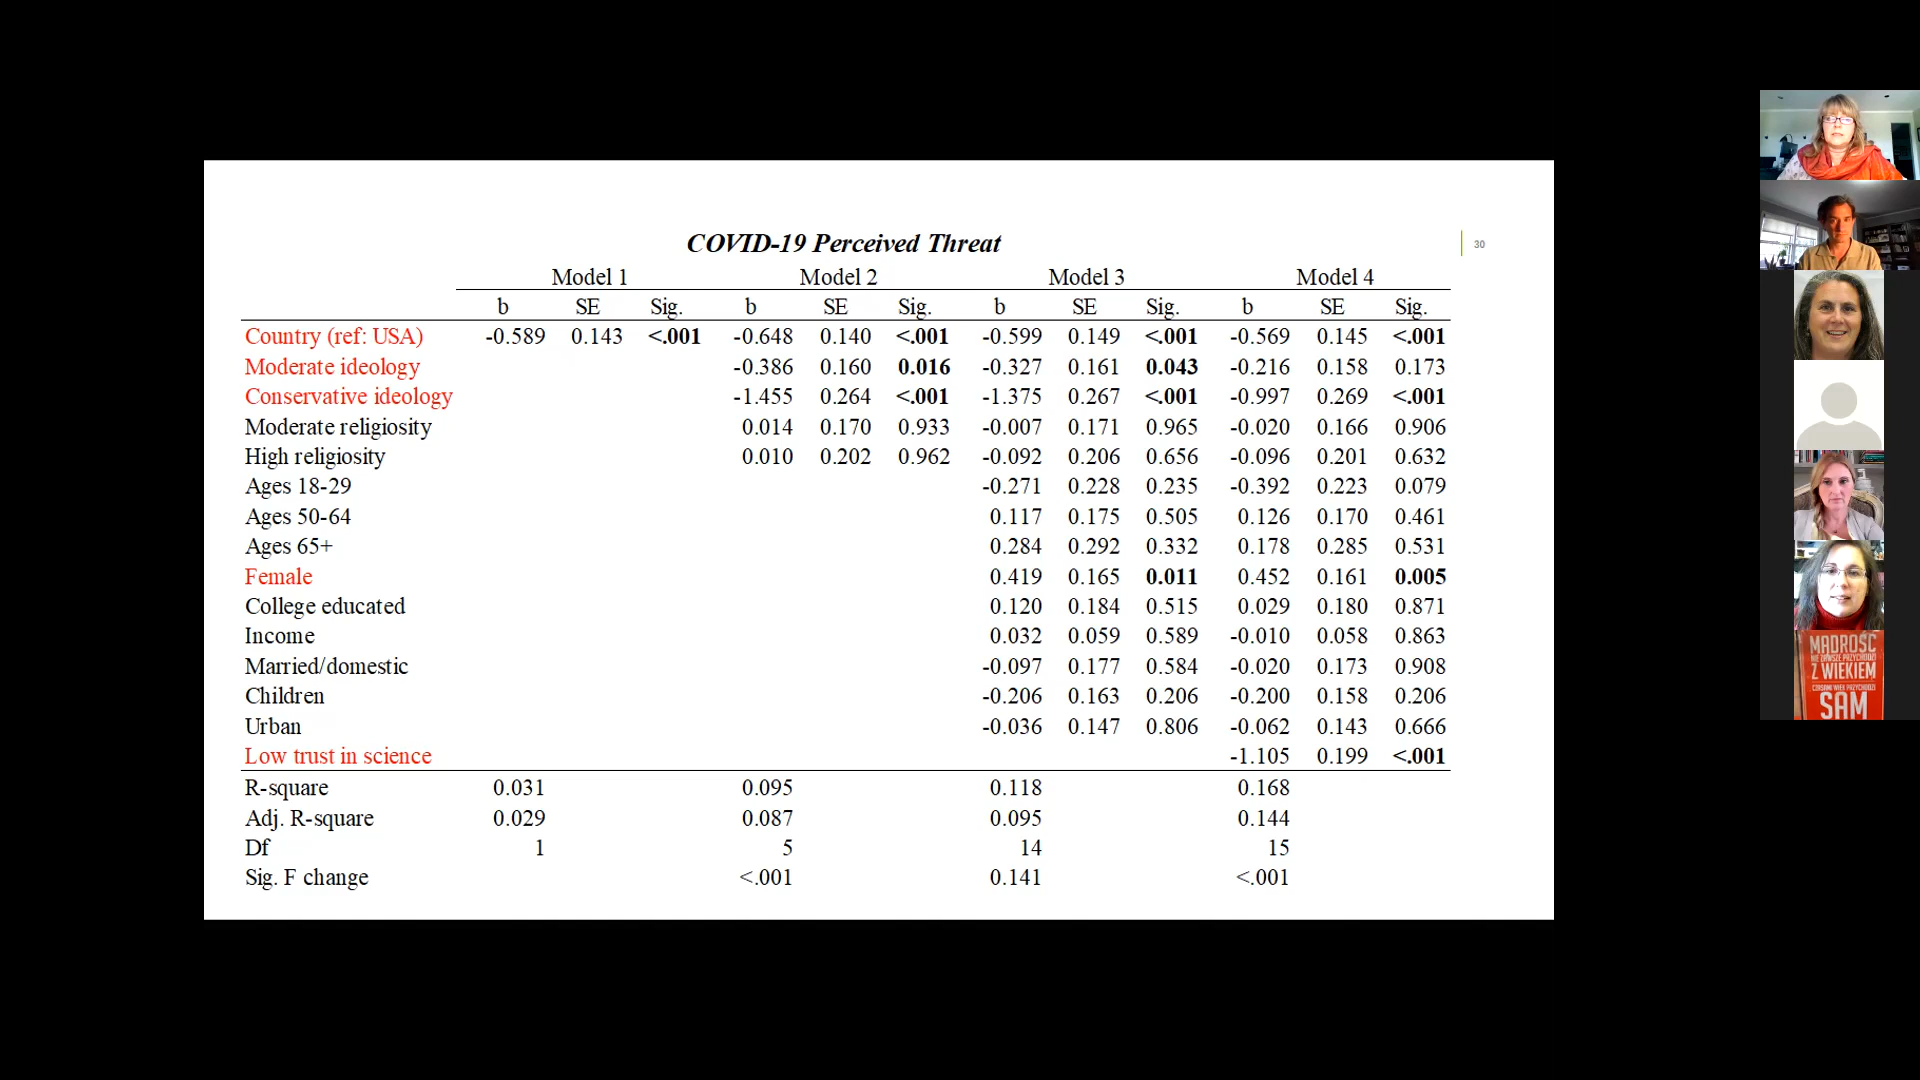 COVID-19 Perceived Threat
30
Model 1 Model 2 Model 3 Model 4
b SE Sig. b SE Sig. b SE Sig. b SE Sig.
Country (ref: USA) -0.589 0.143 <.001 -0.648 0.140 <.001 -0.599 0.149 <.001 -0.569 0.145 <.001
Moderate ideology -0.386 0.160 0.016 -0.327 0.161 0.043 -0.216 0.158 0.173
Conservative ideology -1.455 0.264 <.001 -1.375 0.267 <.001 -0.997 0.269 <.001
Moderate religiosity 0.014 0.170 0.933 -0.007 0.171 0.965 -0.020 0.166 0.906
High religiosity 0.010 0.202 0.962 -0.092 0.206 0.656 -0.096 0.201 0.632
Ages 18-29 -0.271 0.228 0.235 -0.392 0.223 0.079
Ages 50-64 0.117 0.175 0.505 0.126 0.170 0.461
Ages 65+ 0.284 0.292 0.332 0.178 0.285 0.531
Female 0.419 0.165 0.011 0.452 0.161 0.005
College educated 0.120 0.184 0.515 0.029 0.180 0.871
Income 0.032 0.059 0.589 -0.010 0.058 0.863
Married/domestic -0.097 0.177 0.584 -0.020 0.173 0.908
Children -0.206 0.163 0.206 -0.200 0.158 0.206
Urban -0.036 0.147 0.806 -0.062 0.143 0.666
Low trust in science -1.105 0.199 <.001
R-square 0.031 0.095 0.118 0.168
Adj. R-square 0.029 0.087 0.095 0.144
Df 1 5 14 15
Sig. F change <.001 0.141 <.001
MĄDROŚĆ
NIE ZAWSZE PRZYCHODZI
Z WIEKIEM
CZASAMI WIEK PRZYCHODZI
SAM